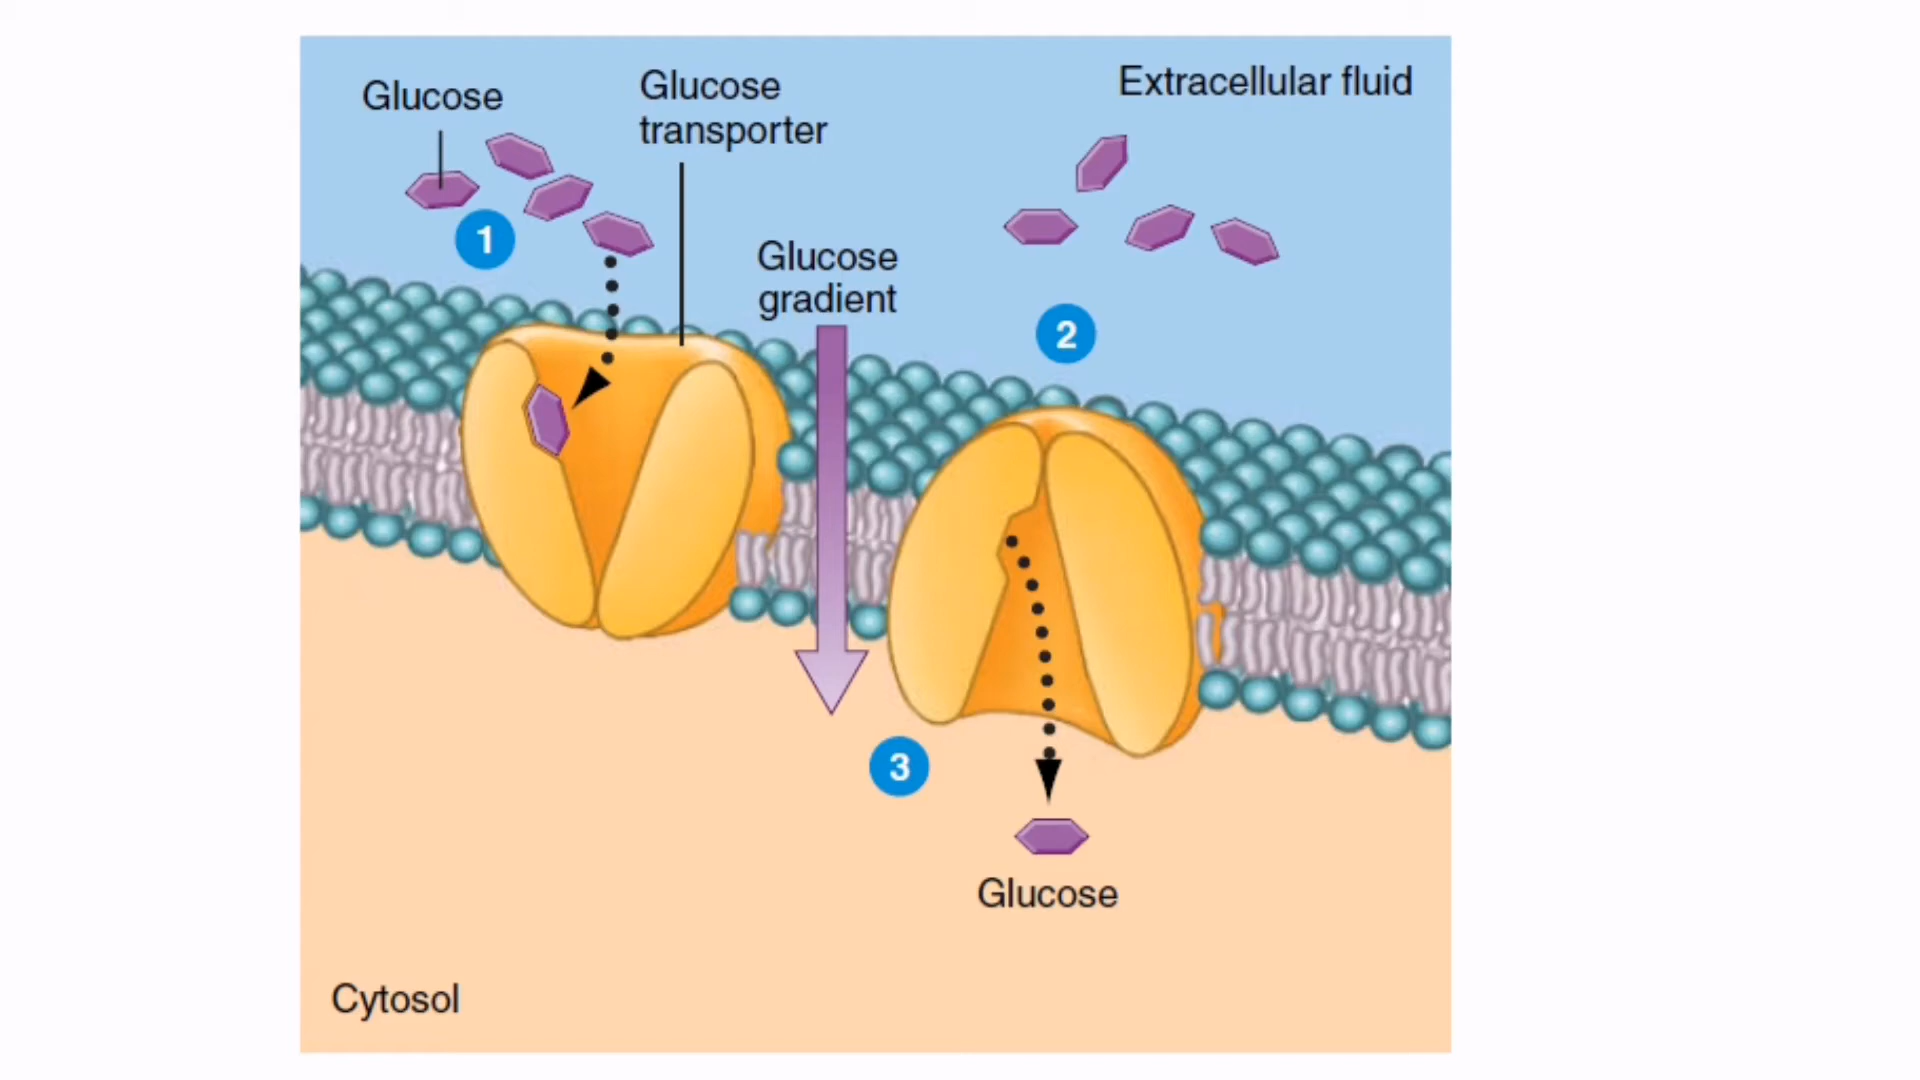 Glucose
Glucose
transporter
Extracellular fluid
1
Glucose
gradient
2
3
Glucose
Cytosol